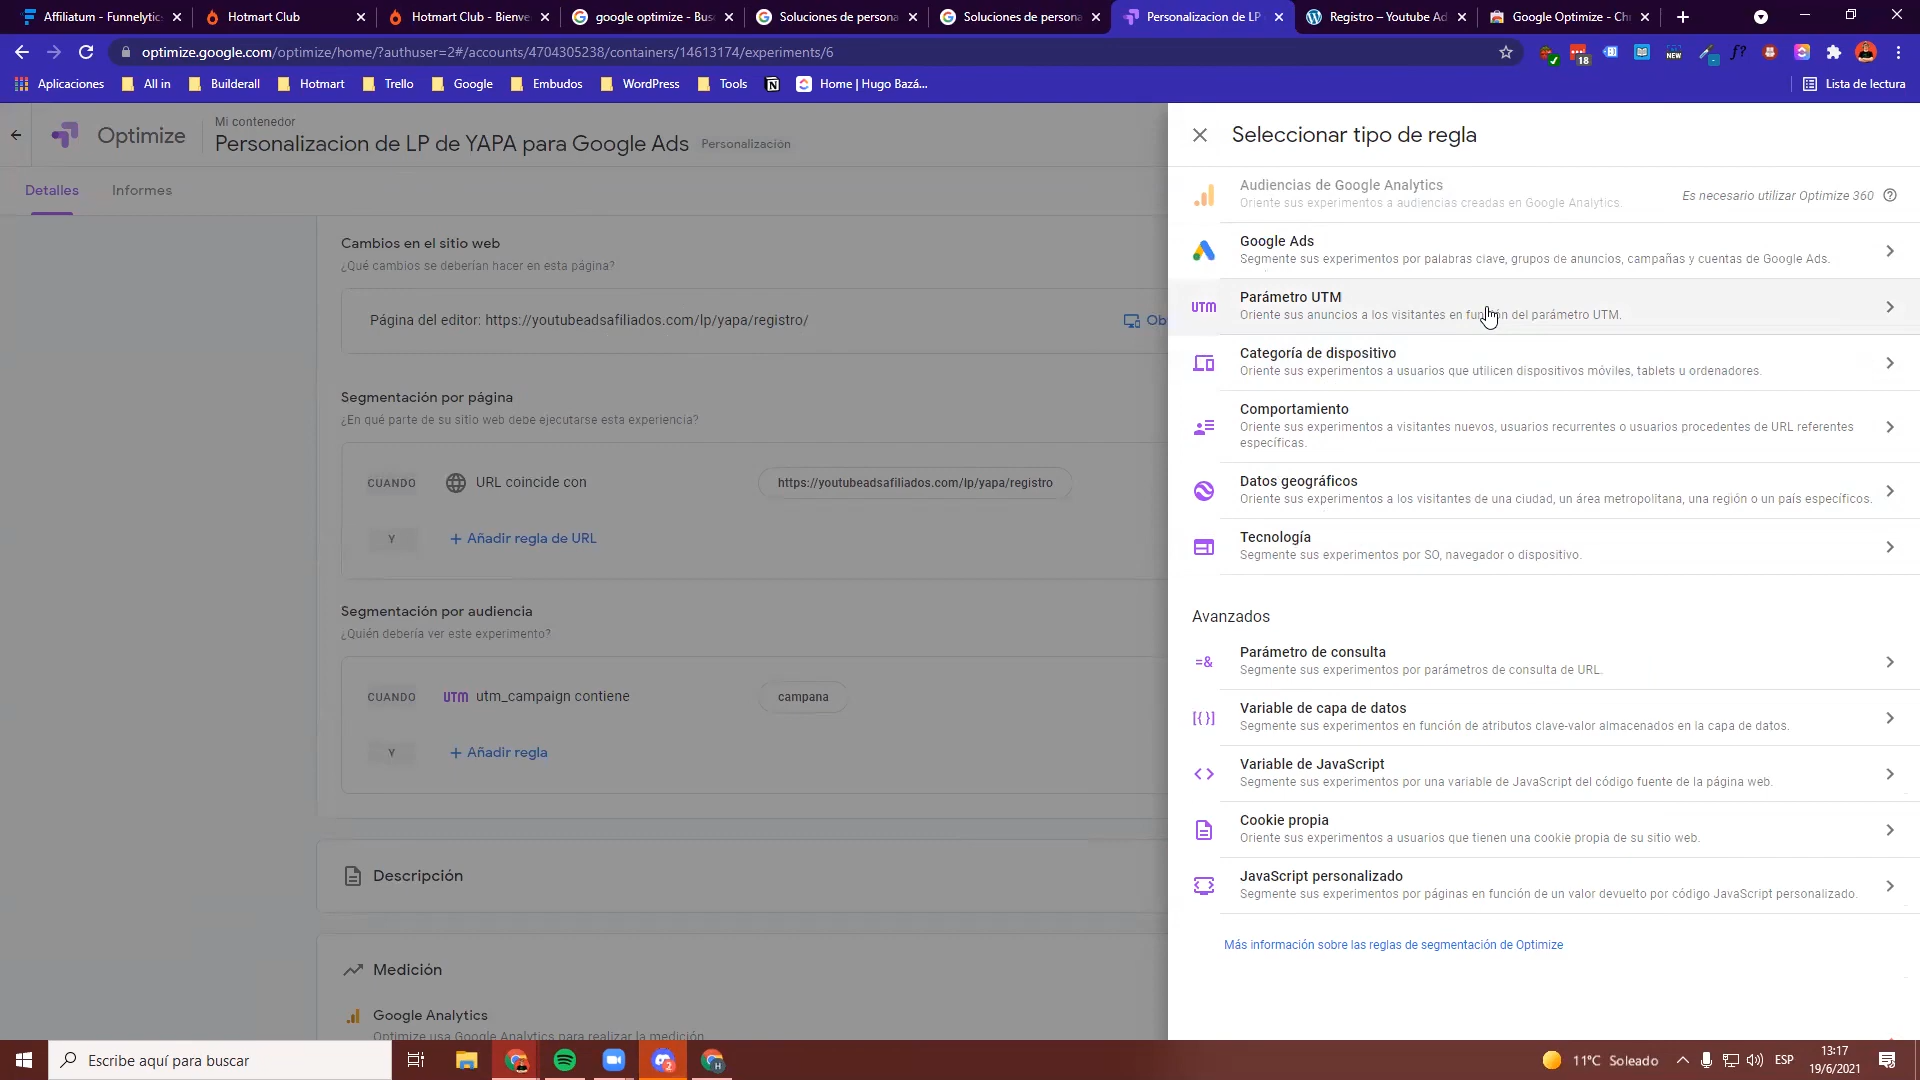 Affiliatum - Funnelytic
Hotmart Club
Hotmart Club - Bienve
google optimize - Bus
Soluciones de persona
Soluciones de persona
Personalizacion de LP
Registro – Youtube Ad
Google Optimize - Chr
optimize.google.com/optimize/home/?authuser=2#/accounts/4704305238/containers/14613174/experiments/6
18
NEW
f?
Aplicaciones
All in
Builderall
Hotmart
Trello
Google
Embudos
WordPress
Tools
Home | Hugo Bazá...
Lista de lectura
Optimize
Mi contenedor
Personalizacion de LP de YAPA para Google Ads
Personalización
Detalles
Informes
Cambios en el sitio web
¿Qué cambios se deberían hacer en esta página?
Página del editor: https://youtubeadsafiliados.com/lp/yapa/registro/
Ob
Segmentación por página
¿En qué parte de su sitio web debe ejecutarse esta experiencia?
CUANDO
URL coincide con
https://youtubeadsafiliados.com/lp/yapa/registro
Y
+ Añadir regla de URL
Segmentación por audiencia
¿Quién debería ver este experimento?
CUANDO
UTM utm_campaign contiene
campana
Y
+ Añadir regla
Descripción
Medición
Google Analytics
Optimize usa Google Analytics para realizar la medición
Seleccionar tipo de regla
Audiencias de Google Analytics
Oriente sus experimentos a audiencias creadas en Google Analytics.
Es necesario utilizar Optimize 360
Google Ads
Segmente sus experimentos por palabras clave, grupos de anuncios, campañas y cuentas de Google Ads.
UTM
Parámetro UTM
Oriente sus anuncios a los visitantes en función del parámetro UTM.
Categoría de dispositivo
Oriente sus experimentos a usuarios que utilicen dispositivos móviles, tablets u ordenadores.
Comportamiento
Oriente sus experimentos a visitantes nuevos, usuarios recurrentes o usuarios procedentes de URL referentes
específicas.
Datos geográficos
Oriente sus experimentos a los visitantes de una ciudad, un área metropolitana, una región o un país específicos.
Tecnología
Segmente sus experimentos por SO, navegador o dispositivo.
Avanzados
=&
Parámetro de consulta
Segmente sus experimentos por parámetros de consulta de URL.
[{}]
Variable de capa de datos
Segmente sus experimentos en función de atributos clave-valor almacenados en la capa de datos.
Variable de JavaScript
Segmente sus experimentos por una variable de JavaScript del código fuente de la página web.
Cookie propia
Oriente sus experimentos a usuarios que tienen una cookie propia de su sitio web.
JavaScript personalizado
Segmente sus experimentos por páginas en función de un valor devuelto por código JavaScript personalizado.
Más información sobre las reglas de segmentación de Optimize
Escribe aquí para buscar
2
H
11°C Soleado
ESP
13:17
19/6/2021